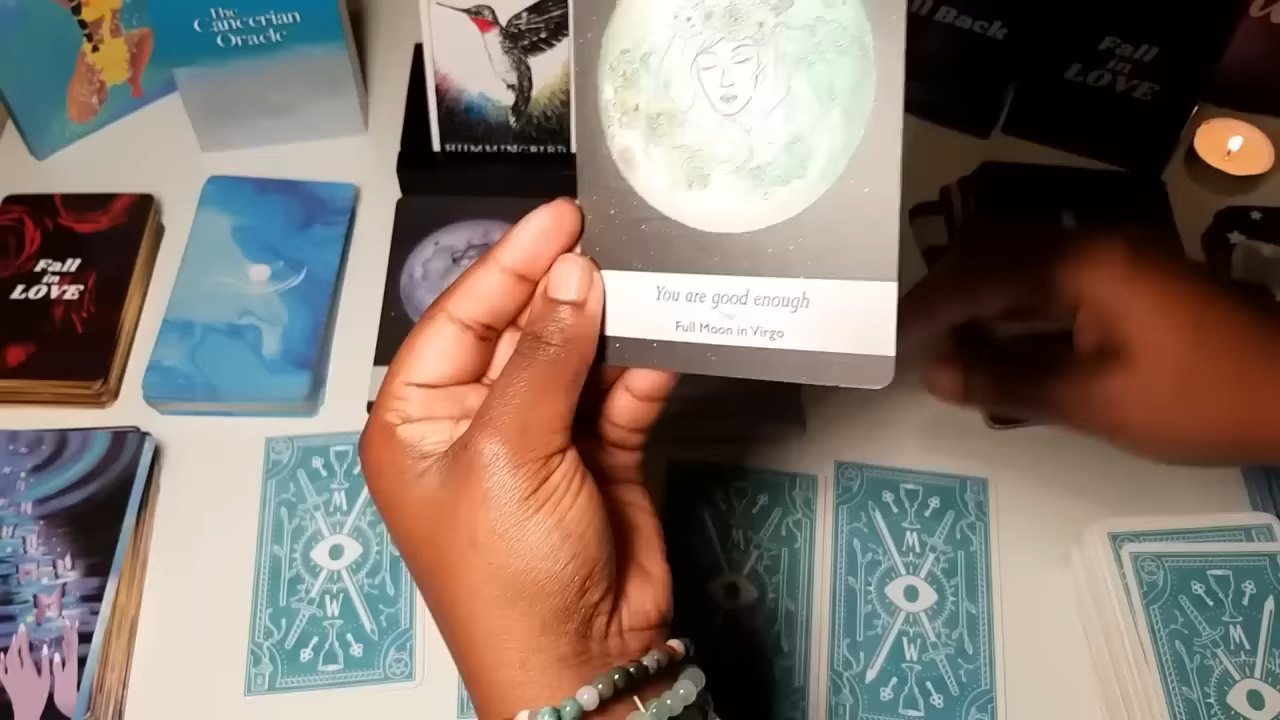 The
Cancerian
Oracle
HUMMINGBIRD
ll Back
Fall
in
LOVE
Fall
in
LOVE
You are good enough
Full Moon in Virgo
M
W
M
W
M